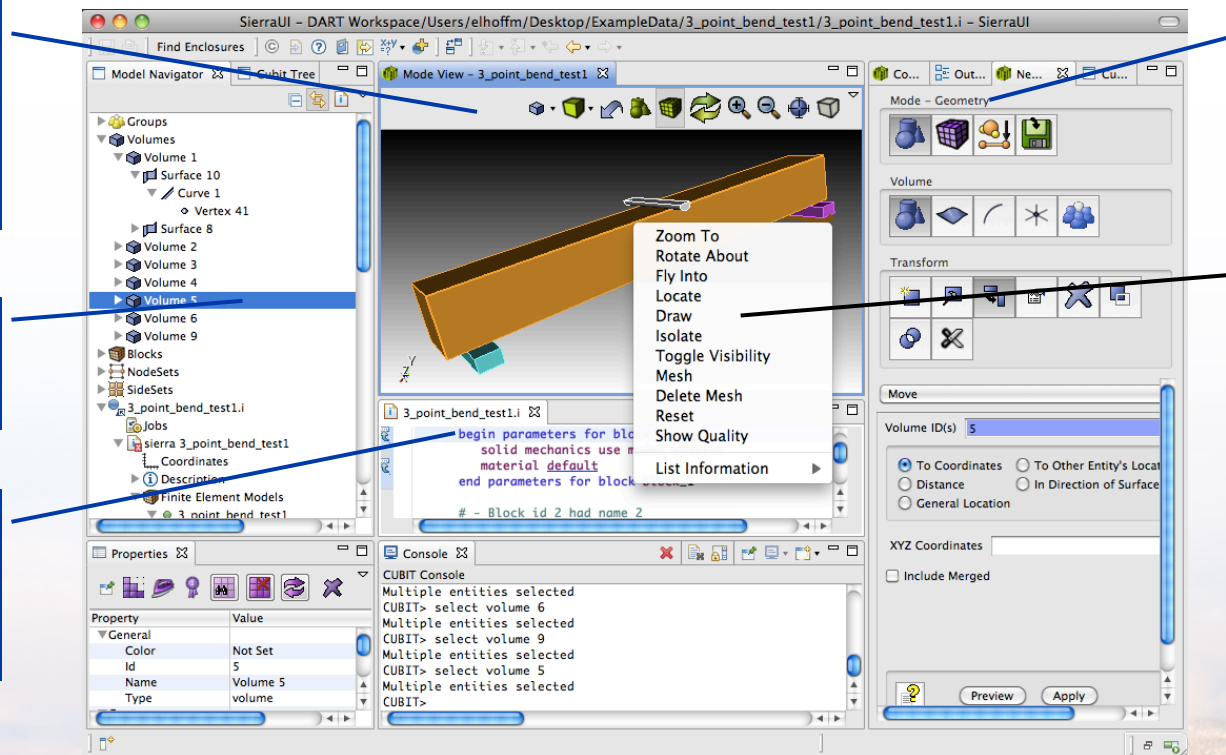 SierraUI – DART Workspace/Users/elhoffm/Desktop/ExampleData/3_point_bend_test1/3_point_bend_test1.i – SierraUI
Find Enclosures
Model Navigator
Cubit Tree
Groups
Volumes
Volume 1
Surface 10
Curve 1
Vertex 41
Surface 8
Volume 2
Volume 3
Volume 4
Volume 5
Volume 6
Volume 9
Blocks
NodeSets
SideSets
3_point_bend_test1.i
Jobs
sierra 3_point_bend_test1
Coordinates
Description
Finite Element Models
3_point_bend_test1
Properties
Property Value
General
Color Not Set
Id 5
Name Volume 5
Type volume
Mode View – 3_point_bend_test1
Y
Z
Zoom To
Rotate About
Fly Into
Locate
Draw
Isolate
Toggle Visibility
Mesh
Delete Mesh
Reset
Show Quality
List Information
3_point_bend_test1.i
begin parameters for blo
solid mechanics use m
material default
end parameters for block block_1
# - Block id 2 had name 2
Console
CUBIT Console
Multiple entities selected
CUBIT> select volume 6
Multiple entities selected
CUBIT> select volume 9
Multiple entities selected
CUBIT> select volume 5
Multiple entities selected
CUBIT>
Co...
Out...
Ne...
Cu...
Mode – Geometry
Volume
Transform
Move
Volume ID(s) 5
To Coordinates To Other Entity's Locat
Distance In Direction of Surface
General Location
XYZ Coordinates
Include Merged
Preview Apply